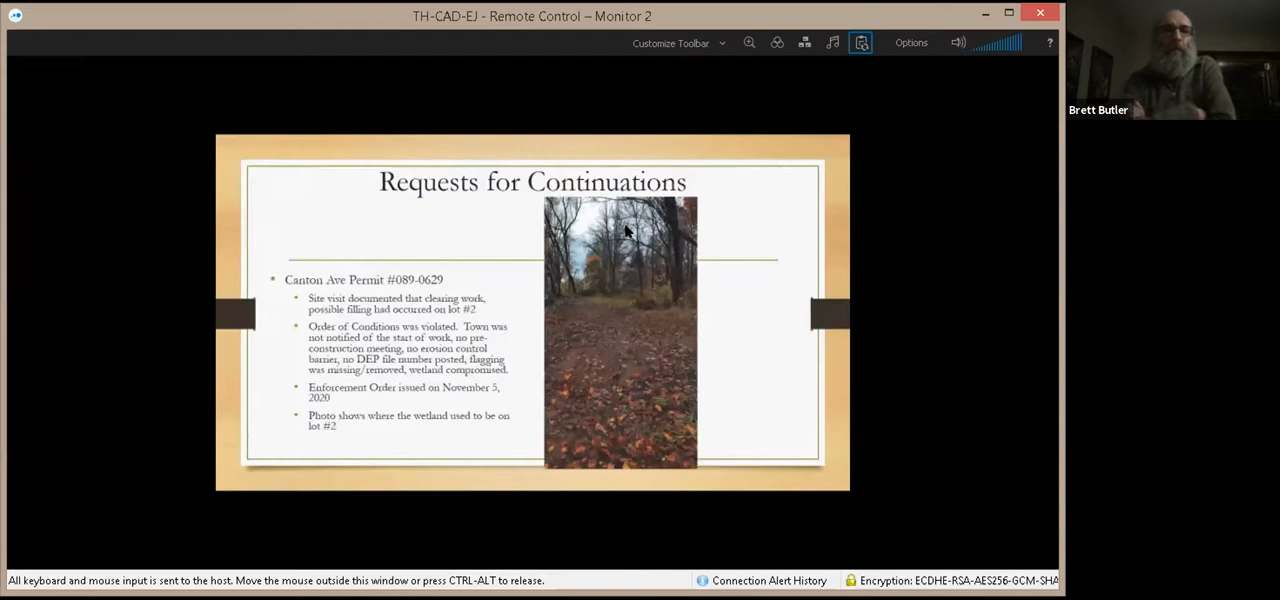 TH-CAD-EJ - Remote Control – Monitor 2
Customize Toolbar
Options
?
Brett Butler
Requests for Continuations
• Canton Ave Permit #089-0629
• Site visit documented that clearing work,
possible filling had occurred on lot #2
• Order of Conditions was violated. Town was
not notified of the start of work, no pre-
construction meeting, no erosion control
barrier, no DEP file number posted, flagging
was missing/removed, wetland compromised.
• Enforcement Order issued on November 5,
2020
• Photo shows where the wetland used to be on
lot #2
All keyboard and mouse input is sent to the host. Move the mouse outside this window or press CTRL-ALT to release.
Connection Alert History
Encryption: ECDHE-RSA-AES256-GCM-SHA